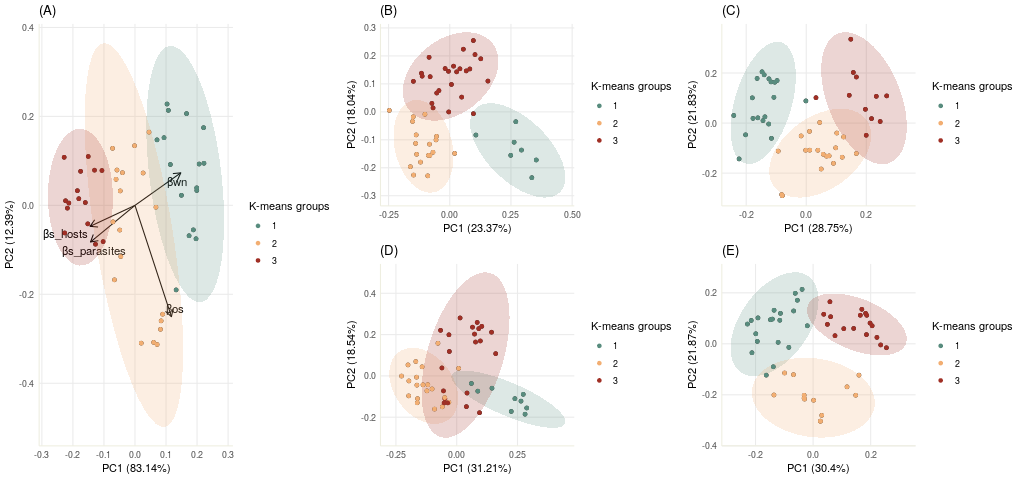 (A)
0.4
0.2
0.0
-0.2
-0.4
-0.3
-0.2
-0.1
0.0
0.1
0.2
0.3
PC2 (12.39%)
PC1 (83.14%)
βwn
βs_hosts
βs_parasites
βos
K-means groups
1
2
3
(B)
0.3
0.2
0.1
0.0
-0.1
-0.2
-0.3
-0.25
0.00
0.25
0.50
PC2 (18.04%)
PC1 (23.37%)
K-means groups
1
2
3
(C)
0.2
0.0
-0.2
-0.2
0.0
0.2
PC2 (21.83%)
PC1 (28.75%)
K-means groups
1
2
3
(D)
0.4
0.2
0.0
-0.2
-0.25
0.00
0.25
PC2 (18.54%)
PC1 (31.21%)
K-means groups
1
2
3
(E)
0.2
0.0
-0.2
-0.4
-0.2
0.0
0.2
PC2 (21.87%)
PC1 (30.4%)
K-means groups
1
2
3